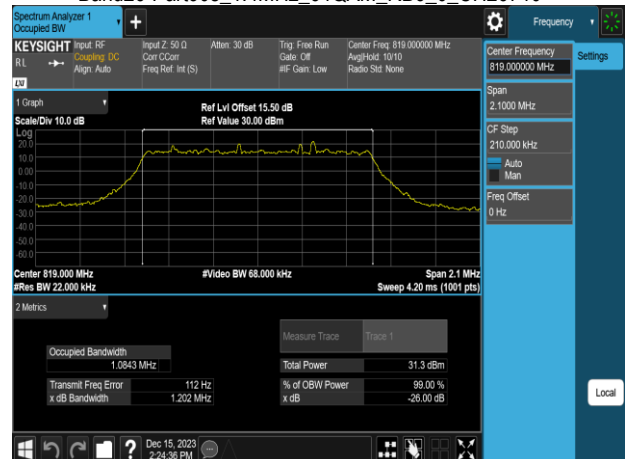 Spectrum Analyzer 1
Occupied BW
+
Frequency
KEYSIGHT
RL
LXI
Input: RF
Coupling: DC
Align: Auto
Input Z: 50 Ω
Corr CCorr
Freq Ref: Int (S)
Atten: 30 dB
Trig: Free Run
Gate: Off
#IF Gain: Low
Center Freq: 819.000000 MHz
Avg|Hold: 10/10
Radio Std: None
Center Frequency
819.000000 MHz
Settings
Span
2.1000 MHz
CF Step
210.000 kHz
Auto
Man
Freq Offset
0 Hz
1 Graph
Scale/Div 10.0 dB
Ref Lvl Offset 15.50 dB
Ref Value 30.00 dBm
Log
20.0
10.0
0.00
-10.0
-20.0
-30.0
-40.0
-50.0
-60.0
Center 819.000 MHz
#Video BW 68.000 kHz
Span 2.1 MHz
#Res BW 22.000 kHz
Sweep 4.20 ms (1001 pts)
2 Metrics
Measure Trace
Trace 1
Occupied Bandwidth
1.0843 MHz
Total Power
31.3 dBm
Transmit Freq Error
112 Hz
% of OBW Power
99.00 %
x dB Bandwidth
1.202 MHz
x dB
-26.00 dB
Local
?
Dec 15, 2023
2:24:36 PM